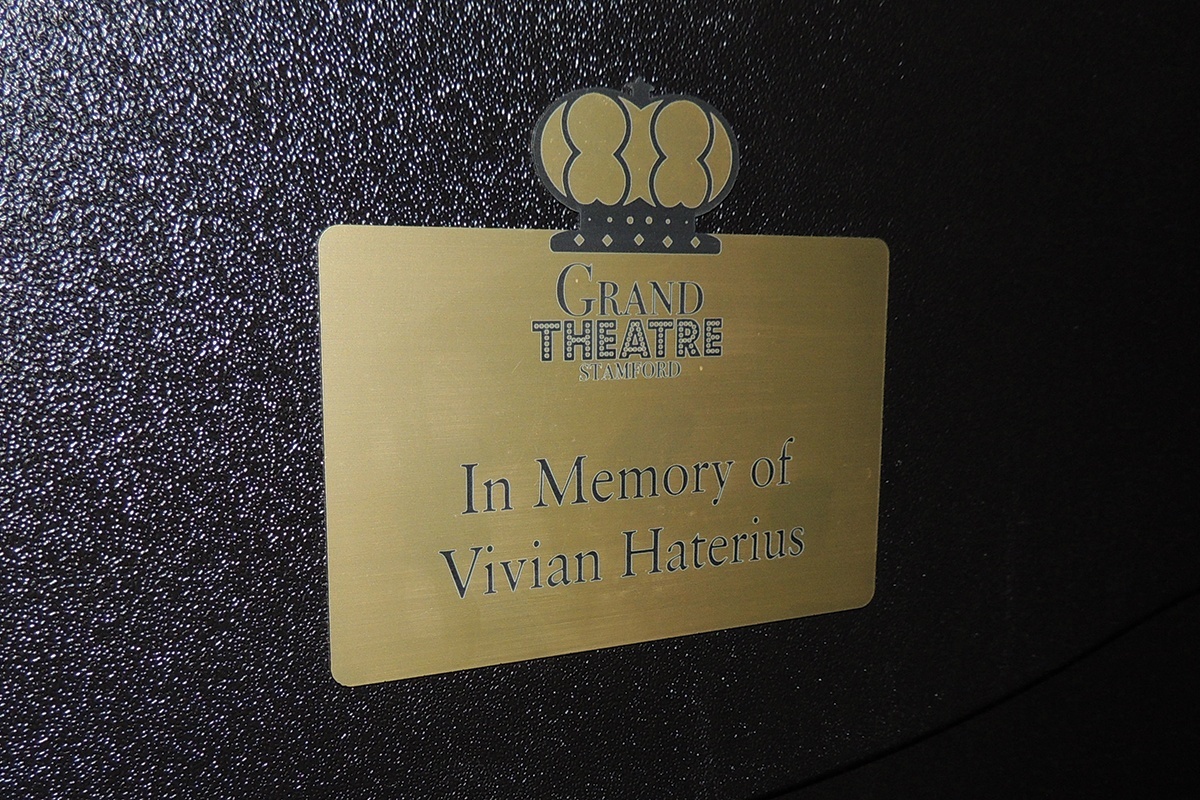 GRAND
THEATRE
STAMFORD
In Memory of
Vivian Haterius